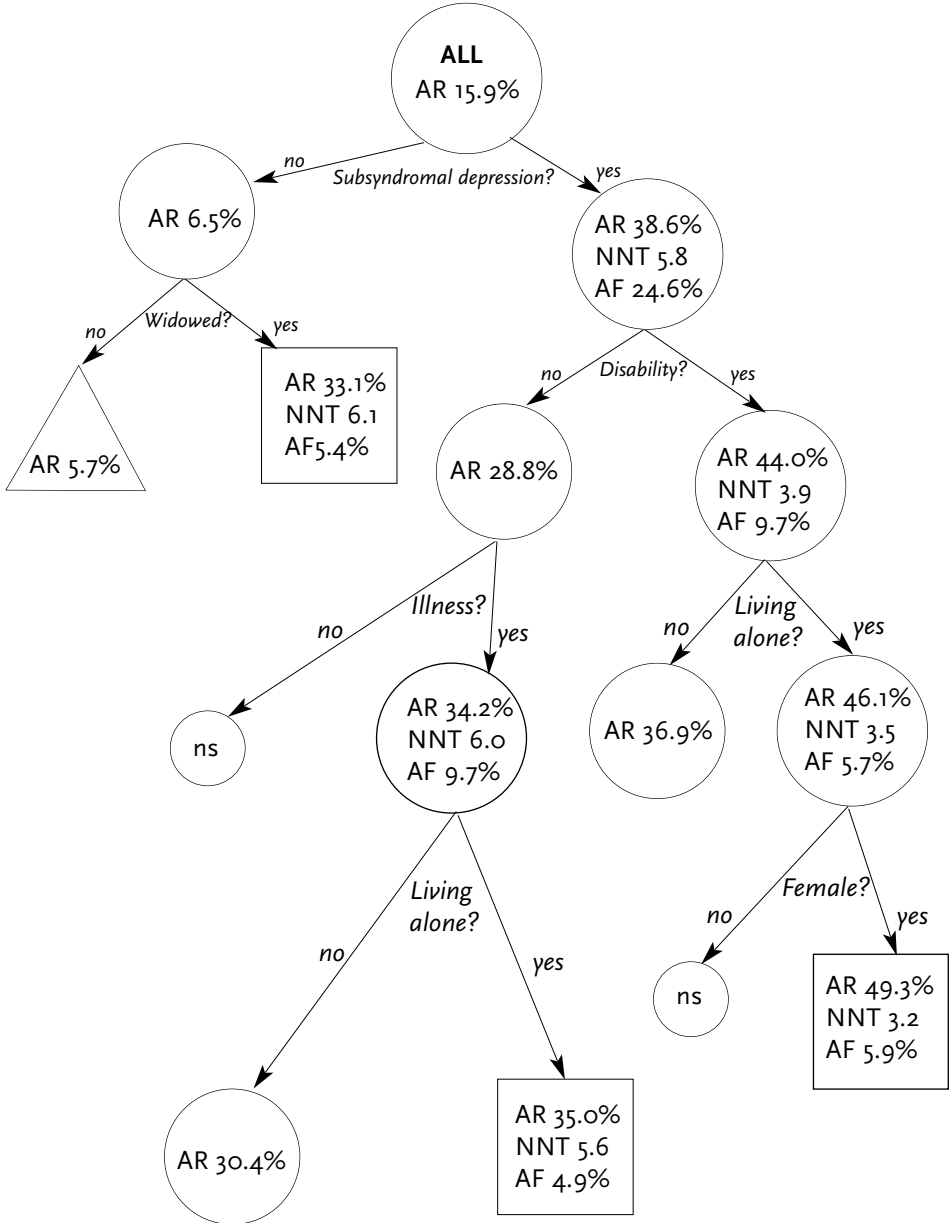 ALL
AR 15.9%
no
Subsyndromal depression?
yes
AR 6.5%
AR 38.6%
NNT 5.8
AF 24.6%
no
Widowed?
yes
AR 5.7%
AR 33.1%
NNT 6.1
AF5.4%
no
Disability?
yes
AR 28.8%
AR 44.0%
NNT 3.9
AF 9.7%
no
Illness?
yes
no
Living
alone?
yes
ns
AR 34.2%
NNT 6.0
AF 9.7%
AR 36.9%
AR 46.1%
NNT 3.5
AF 5.7%
no
Living
alone?
yes
no
Female?
yes
ns
AR 49.3%
NNT 3.2
AF 5.9%
AR 30.4%
AR 35.0%
NNT 5.6
AF 4.9%